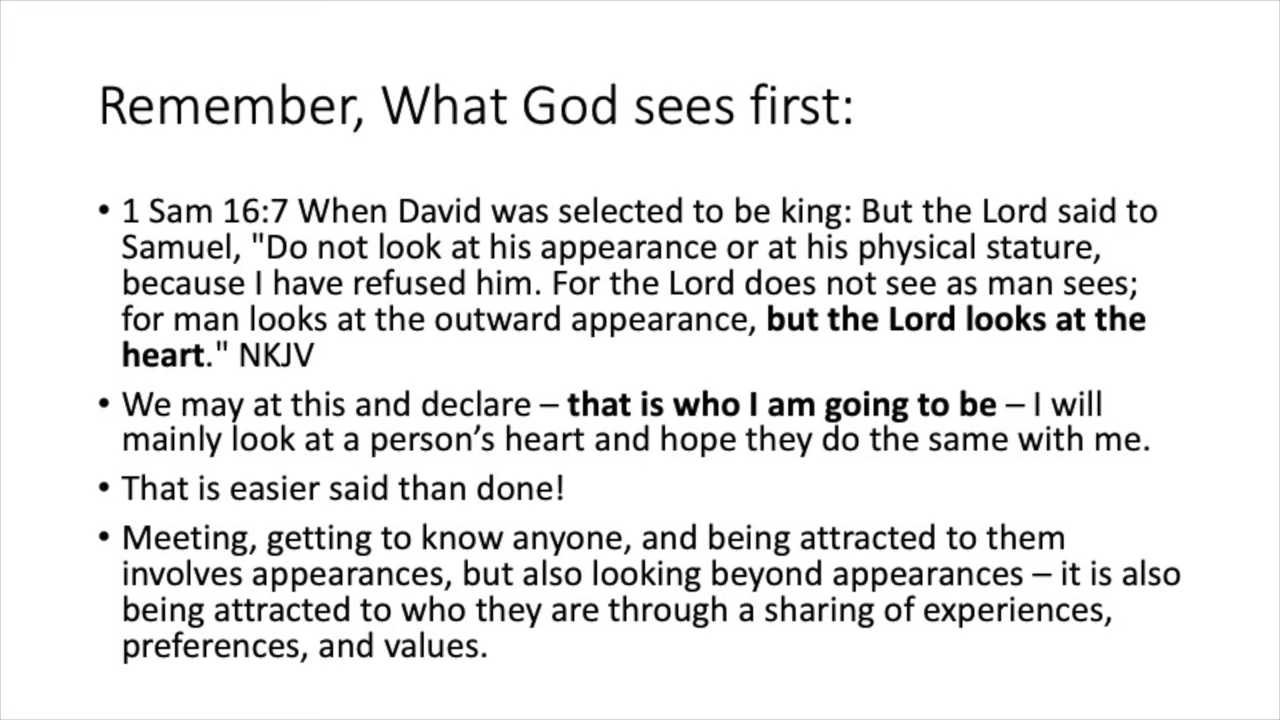 Remember, What God sees first:
• 1 Sam 16:7 When David was selected to be king: But the Lord said to
Samuel, "Do not look at his appearance or at his physical stature,
because I have refused him. For the Lord does not see as man sees;
for man looks at the outward appearance, but the Lord looks at the
heart." NKJV
• We may at this and declare – that is who I am going to be – I will
mainly look at a person’s heart and hope they do the same with me.
• That is easier said than done!
• Meeting, getting to know anyone, and being attracted to them
involves appearances, but also looking beyond appearances – it is also
being attracted to who they are through a sharing of experiences,
preferences, and values.